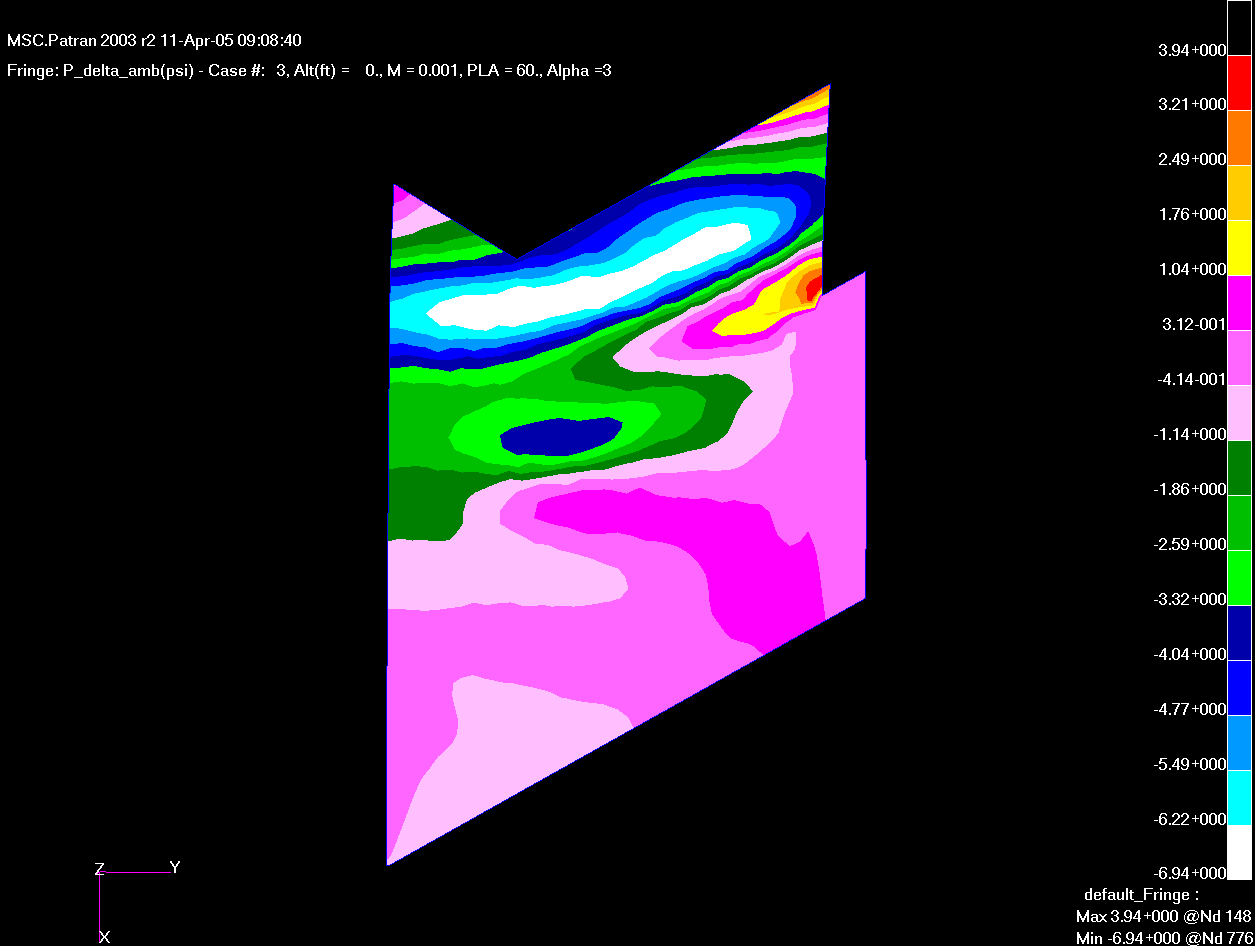 MSC.Patran 2003 r2 11-Apr-05 09:08:40
Fringe: P_delta_amb(psi) - Case #: 3, Alt(ft) = 0., M = 0.001, PLA = 60., Alpha =3
3.94+000
3.21+000
2.49+000
1.76+000
1.04+000
3.12-001
-4.14-001
-1.14+000
-1.86+000
-2.59+000
-3.32+000
-4.04+000
-4.77+000
-5.49+000
-6.22+000
-6.94+000
Z Y
X
default_Fringe :
Max 3.94+000 @Nd 148
Min -6.94+000 @Nd 776